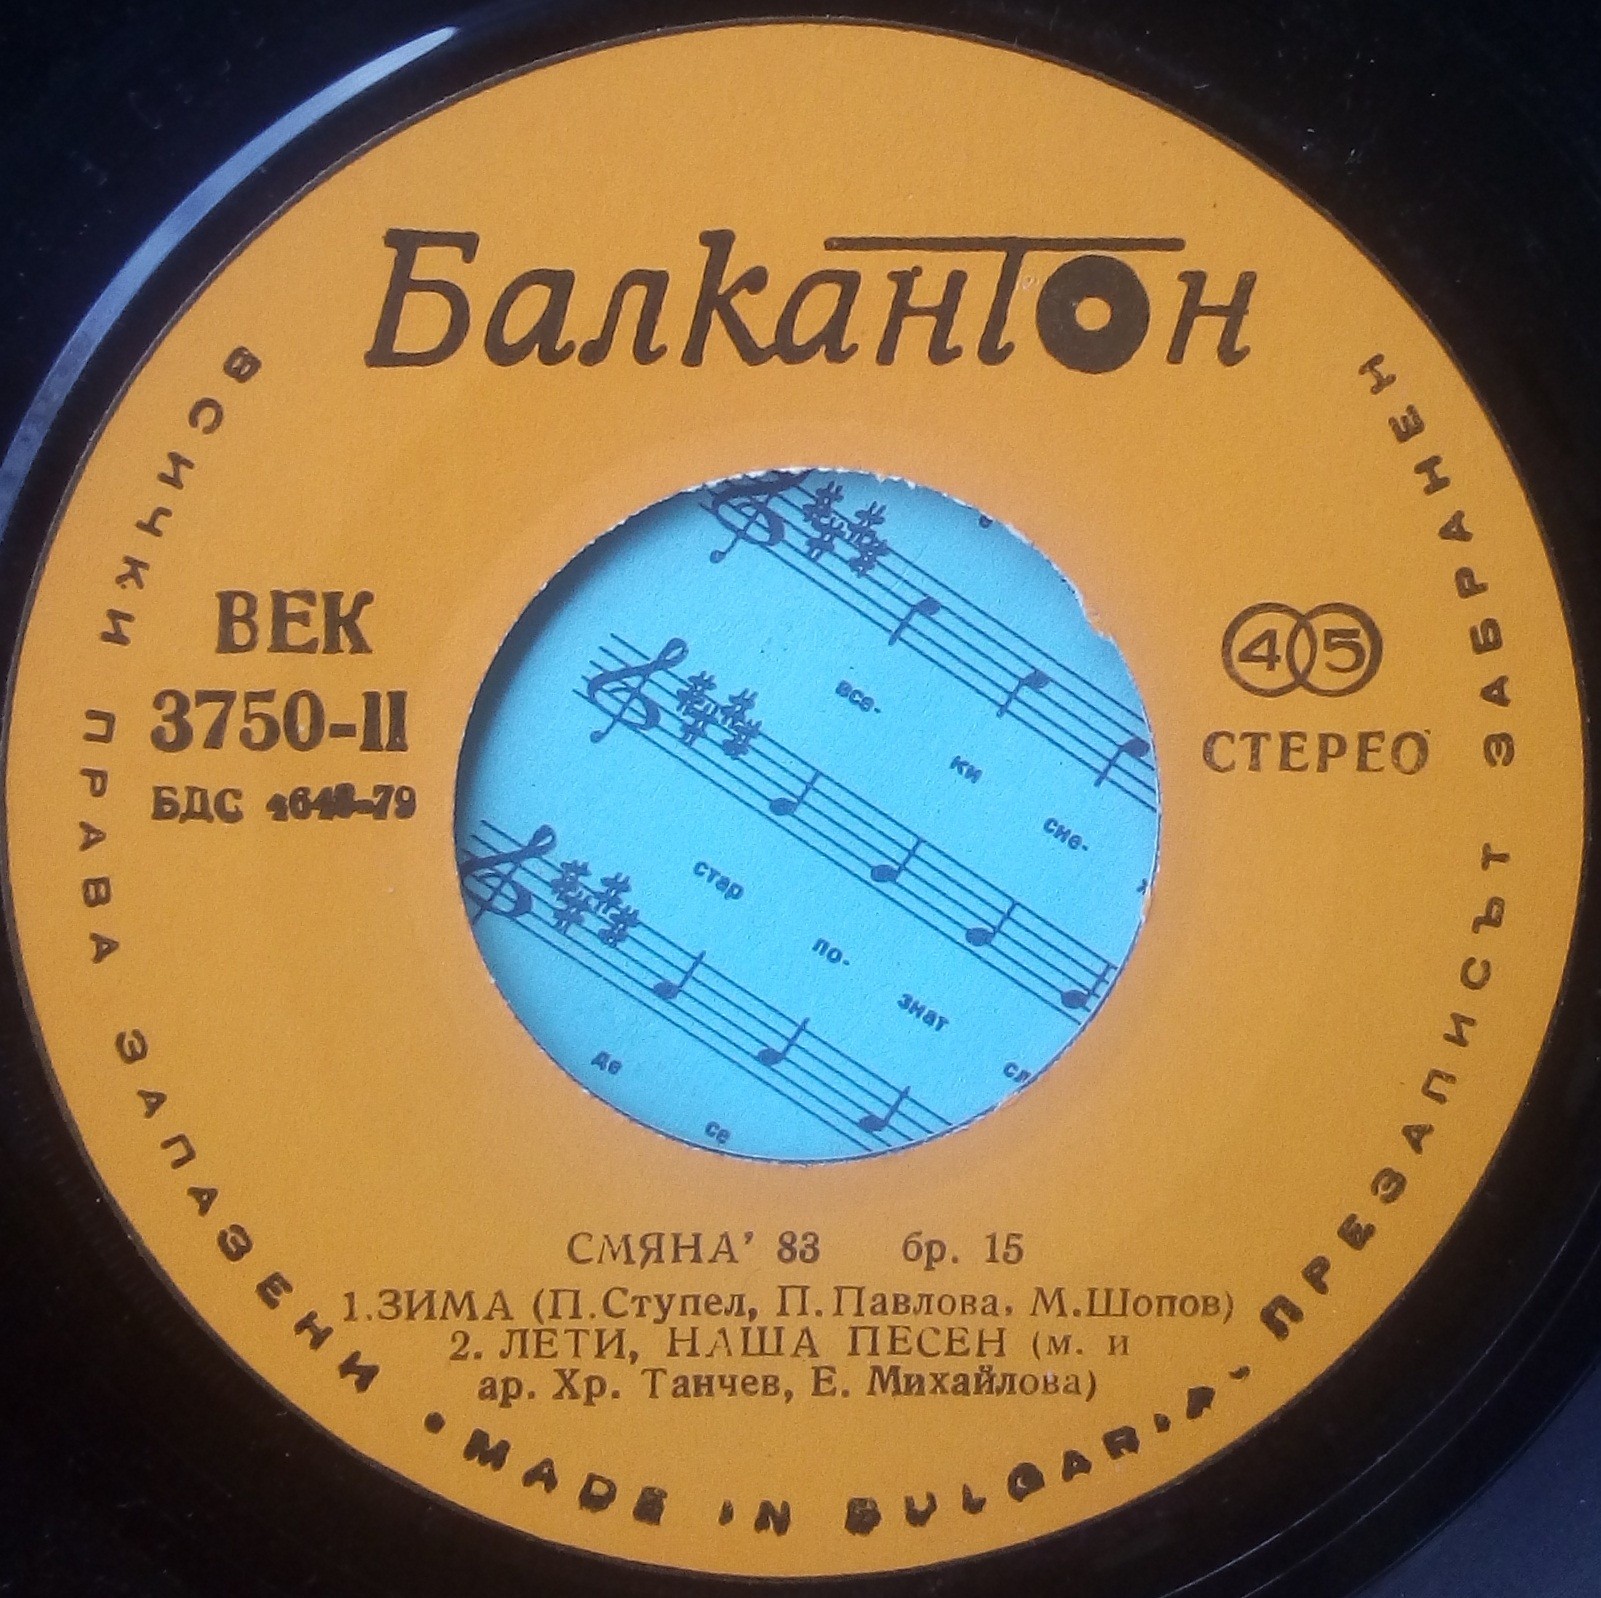 Балкантон
ВСИЧКИ ПРАВА ЗАПАЗЕНИ • MADE IN BULGARIA • ПРЕЗАПИСЪТ ЗАБРАНЕН
ВЕК
3750-II
БДС
45
СТЕРЕО
все-
ки
сне-
стар
по-
знат
де
се
СМЯНА' 83 бр. 15
1.ЗИМА (П.Ступел, П.Павлова, М.Шопов)
2. ЛЕТИ, НАША ПЕСЕН (м. и
ар. Хр. Танчев, Е. Михайлова)